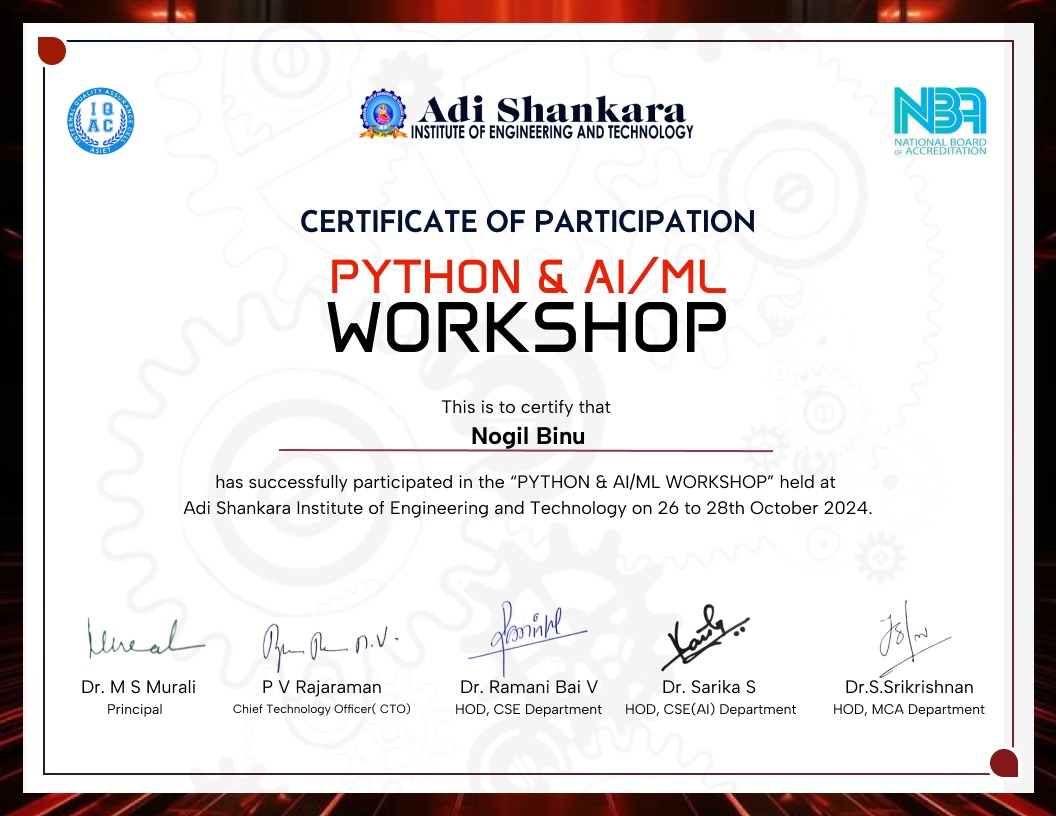 INTERNAL QUALITY ASSURANCE CELL
IQ
AC
ASIET
Adi Shankara
INSTITUTE OF ENGINEERING AND TECHNOLOGY
NBA
NATIONAL BOARD
OF ACCREDITATION
CERTIFICATE OF PARTICIPATION
PYTHON & AI/ML
WORKSHOP
This is to certify that
Nogil Binu
has successfully participated in the “PYTHON & AI/ML WORKSHOP” held at
Adi Shankara Institute of Engineering and Technology on 26 to 28th October 2024.
Dr. M S Murali
Principal
P V Rajaraman
Chief Technology Officer( CTO)
Dr. Ramani Bai V
HOD, CSE Department
Dr. Sarika S
HOD, CSE(AI) Department
Dr.S.Srikrishnan
HOD, MCA Department